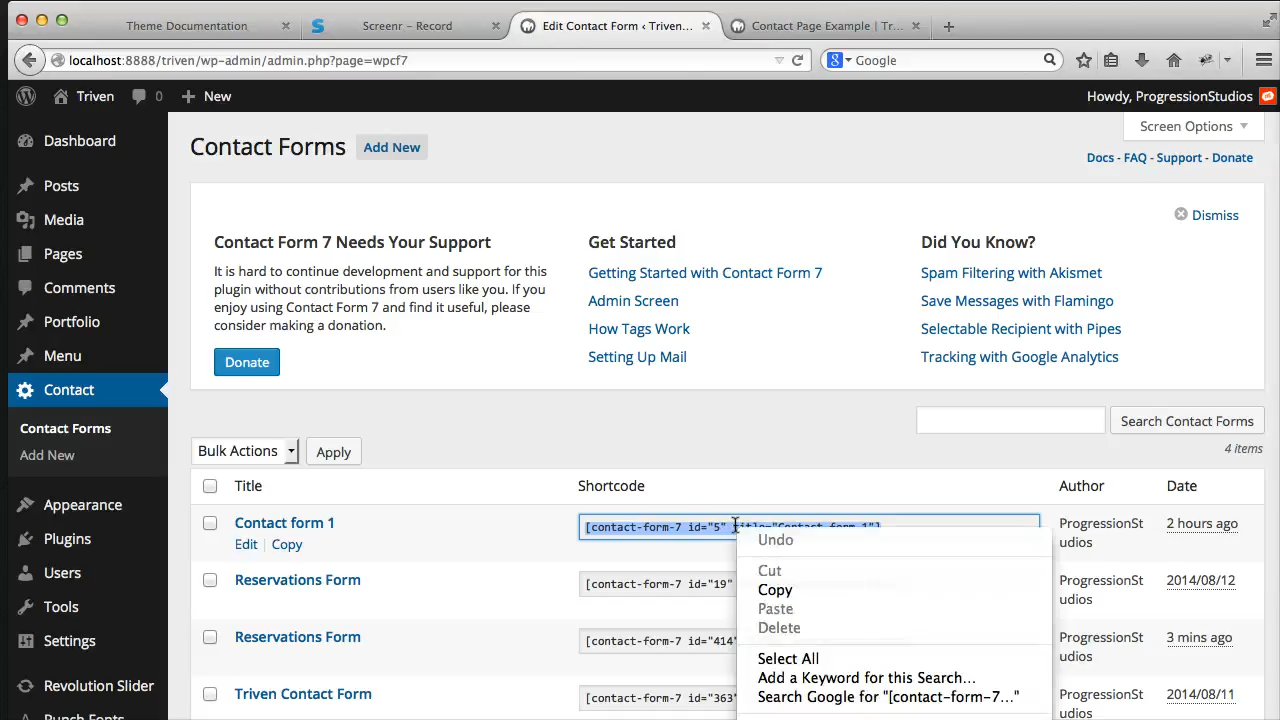 Theme Documentation
Screenr – Record
Edit Contact Form ‹ Triven...
Contact Page Example | Tr...
localhost:8888/triven/wp-admin/admin.php?page=wpcf7
Google
Triven
0
New
Howdy, ProgressionStudios
Dashboard
Posts
Media
Pages
Comments
Portfolio
Menu
Contact
Contact Forms
Add New
Appearance
Plugins
Users
Tools
Settings
Revolution Slider
Punch Fonts
Contact Forms
Add New
Screen Options
Docs - FAQ - Support - Donate
Dismiss
Contact Form 7 Needs Your Support
It is hard to continue development and support for this
plugin without contributions from users like you. If you
enjoy using Contact Form 7 and find it useful, please
consider making a donation.
Donate
Get Started
Getting Started with Contact Form 7
Admin Screen
How Tags Work
Setting Up Mail
Did You Know?
Spam Filtering with Akismet
Save Messages with Flamingo
Selectable Recipient with Pipes
Tracking with Google Analytics
Search Contact Forms
Bulk Actions
Apply
4 items
Title
Shortcode
Author
Date
Contact form 1
Edit | Copy
[contact-form-7 id="5" title="Contact form 1"]
ProgressionSt
udios
2 hours ago
Reservations Form
[contact-form-7 id="19"
ProgressionSt
udios
2014/08/12
Reservations Form
[contact-form-7 id="414"
ProgressionSt
udios
3 mins ago
Triven Contact Form
[contact-form-7 id="363"
ProgressionSt
udios
2014/08/11
Undo
Cut
Copy
Paste
Delete
Select All
Add a Keyword for this Search...
Search Google for "[contact-form-7..."